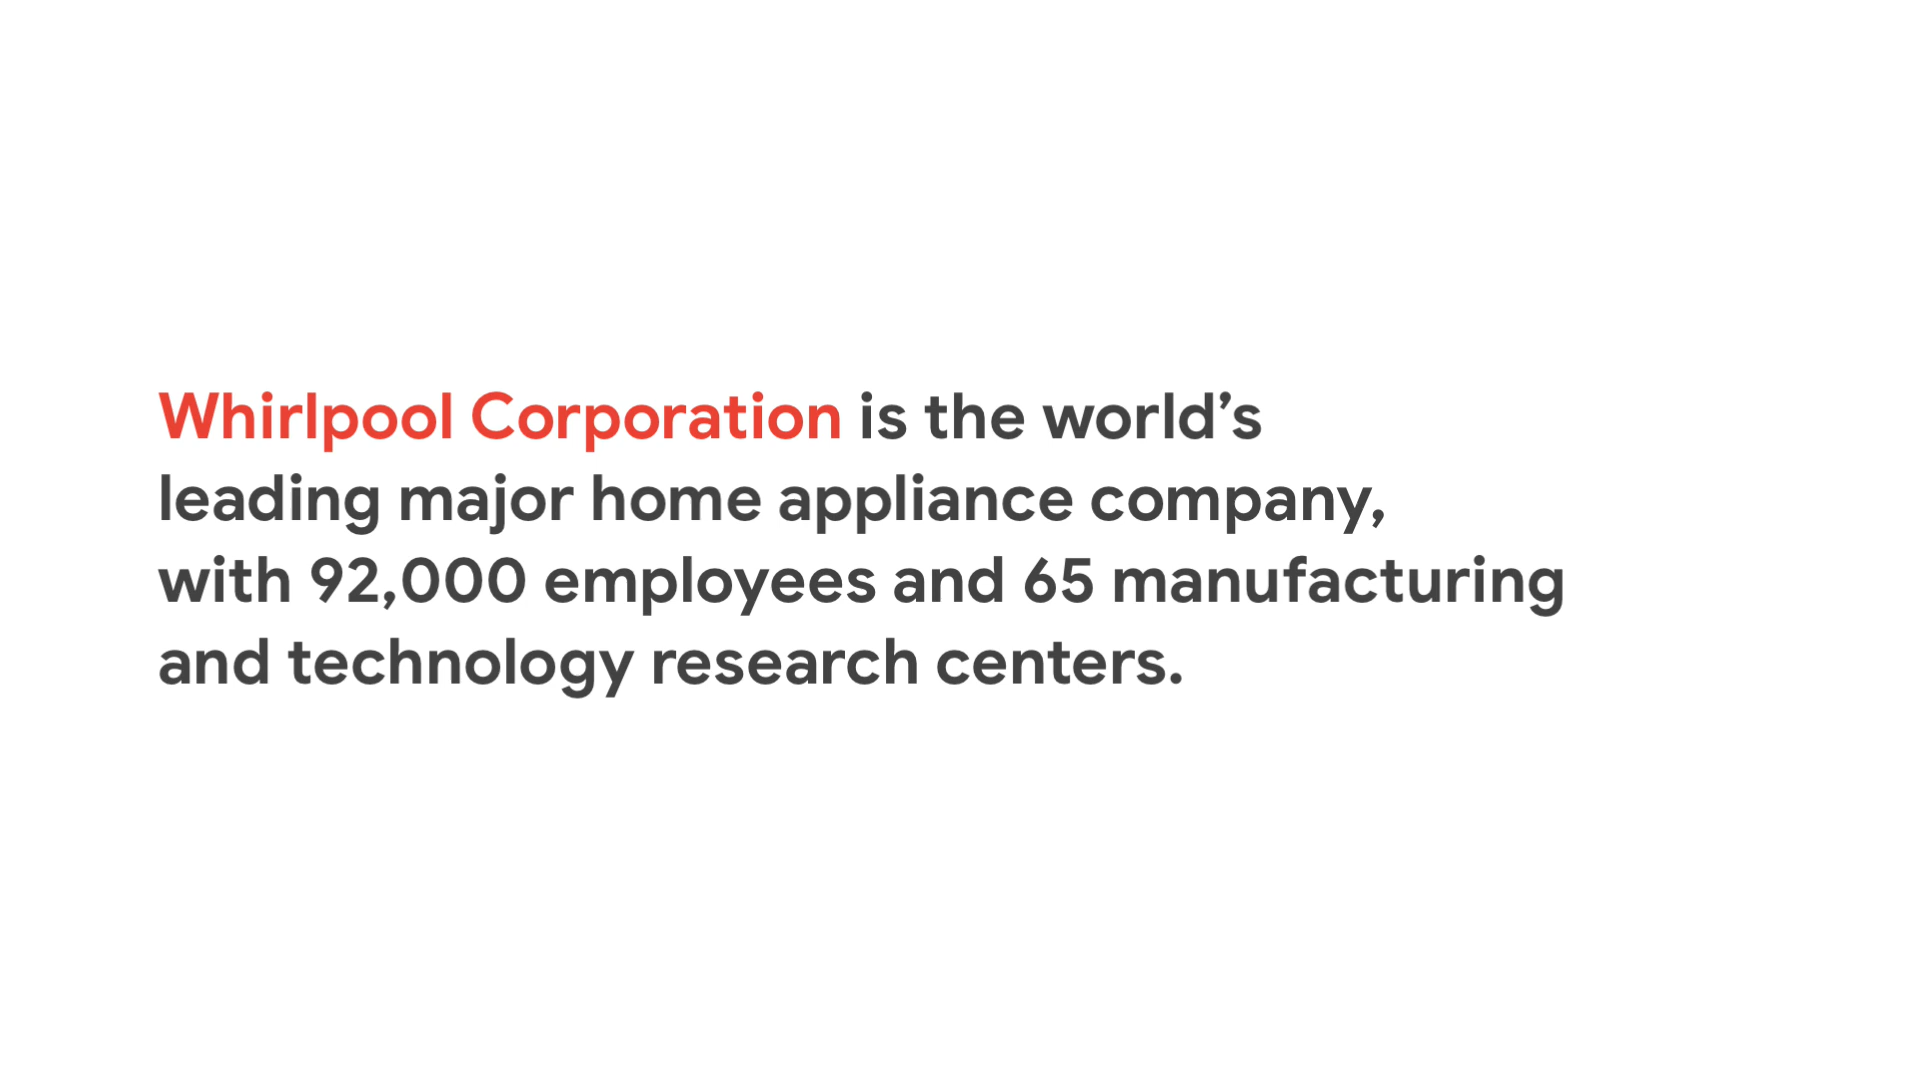 Whirlpool Corporation is the world’s
leading major home appliance company,
with 92,000 employees and 65 manufacturing
and technology research centers.